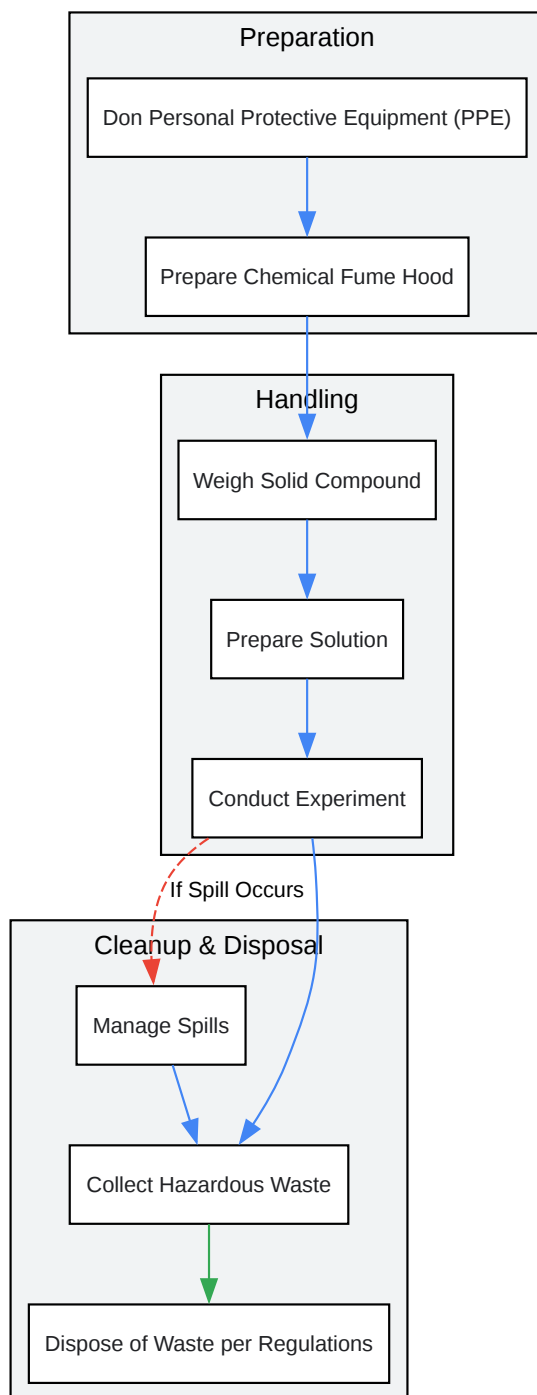 Preparation
Don Personal Protective Equipment (PPE)
Prepare Chemical Fume Hood
Handling
Weigh Solid Compound
Prepare Solution
Conduct Experiment
If Spill Occurs
Cleanup & Disposal
Manage Spills
Collect Hazardous Waste
Dispose of Waste per Regulations